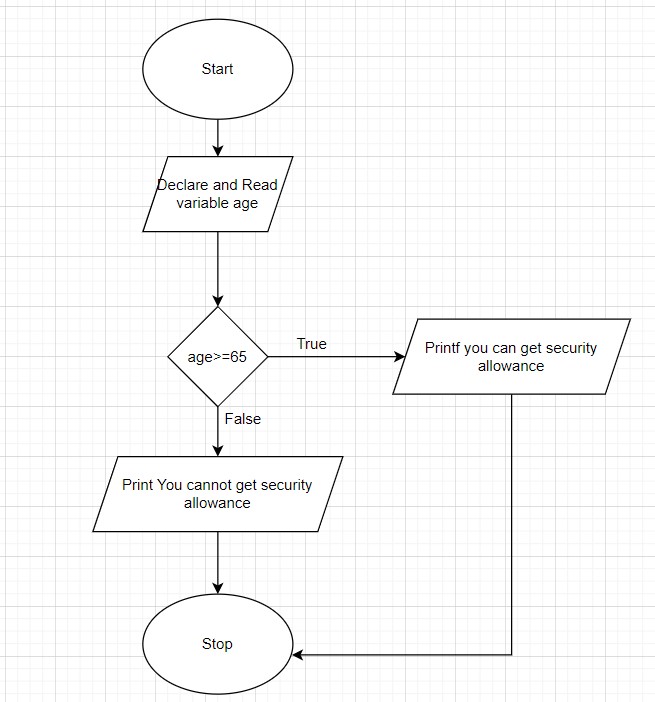 Start
Declare and Read
variable age
age>=65
True
Printf you can get security
allowance
False
Print You cannot get security
allowance
Stop